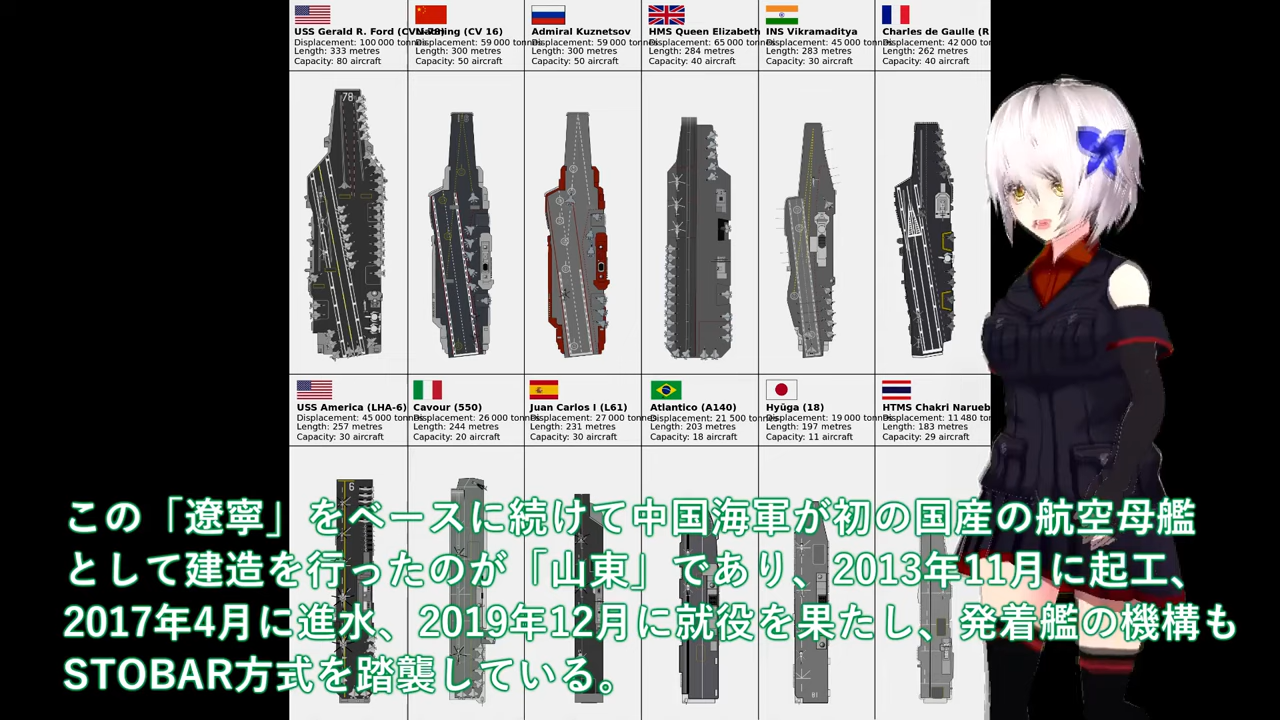 USS Gerald R. Ford (CVN-78)
Displacement: 100 000 tonnes
Length: 333 metres
Capacity: 80 aircraft
Displacement: 59 000 tonnes
Length: 300 metres
Capacity: 50 aircraft
Admiral Kuznetsov
Displacement: 59 000 tonnes
Length: 300 metres
Capacity: 50 aircraft
HMS Queen Elizabeth
Displacement: 65 000 tonnes
Length: 284 metres
Capacity: 40 aircraft
INS Vikramaditya
Displacement: 45 000 tonnes
Length: 283 metres
Capacity: 30 aircraft
Charles de Gaulle (R
Displacement: 42 000 ton
Length: 262 metres
Capacity: 40 aircraft
78
USS America (LHA-6)
Displacement: 45 000 tonnes
Length: 257 metres
Capacity: 30 aircraft
Cavour (550)
Displacement: 26 000 tonnes
Length: 244 metres
Capacity: 20 aircraft
Juan Carlos I (L61)
Displacement: 27 000 tonnes
Length: 231 metres
Capacity: 30 aircraft
Atlantico (A140)
Displacement: 21 500 tonnes
Length: 203 metres
Capacity: 18 aircraft
Hyūga (18)
Displacement: 19 000 tonnes
Length: 197 metres
Capacity: 11 aircraft
HTMS Chakri Narueb
Displacement: 11 480 ton
Length: 183 metres
Capacity: 29 aircraft
6
この「遼寧」をベースに続けて中国海軍が初の国産の航空母艦
として建造を行ったのが「山東」であり、2013年11月に起工、
2017年4月に進水、2019年12月に就役を果たし、発着艦の機構も
STOBAR方式を踏襲している。